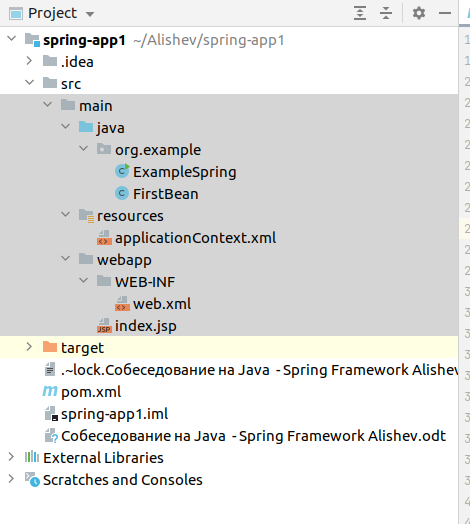 Project
spring-app1 ~/Alishev/spring-app1
.idea
src
main
java
org.example
ExampleSpring
FirstBean
resources
applicationContext.xml
webapp
WEB-INF
web.xml
JSP index.jsp
target
.~lock.Собеседование на Java - Spring Framework Alishev
m pom.xml
spring-app1.iml
Собеседование на Java - Spring Framework Alishev.odt
External Libraries
Scratches and Consoles